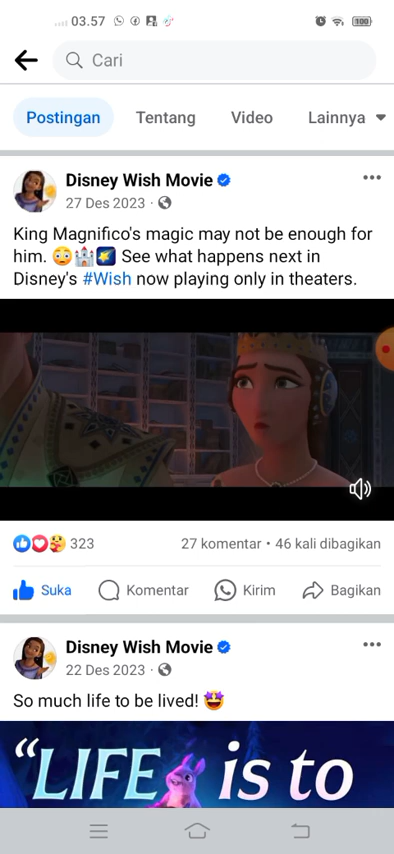 03.57
100
Cari
Postingan
Tentang
Video
Lainnya
Disney Wish Movie
27 Des 2023 ·
King Magnifico's magic may not be enough for
him. 😳🏰🌠 See what happens next in
Disney's #Wish now playing only in theaters.
323
27 komentar • 46 kali dibagikan
Suka
Komentar
Kirim
Bagikan
Disney Wish Movie
22 Des 2023 ·
So much life to be lived! 🤩
“LIFE is to